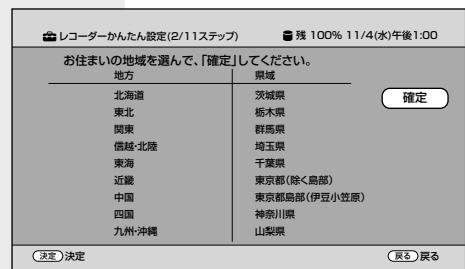 レコーダーかんたん設定(2/11ステップ) 残 100% 11/4(水)午後1:00
お住まいの地域を選んで、「確定」してください。
地方 県域
北海道 茨城県
確定
東北 栃木県
関東 群馬県
信越・北陸 埼玉県
東海 千葉県
近畿 東京都(除く島部)
中国 東京都島部(伊豆小笠原)
四国 神奈川県
九州・沖縄 山梨県
決定 決定 戻る 戻る